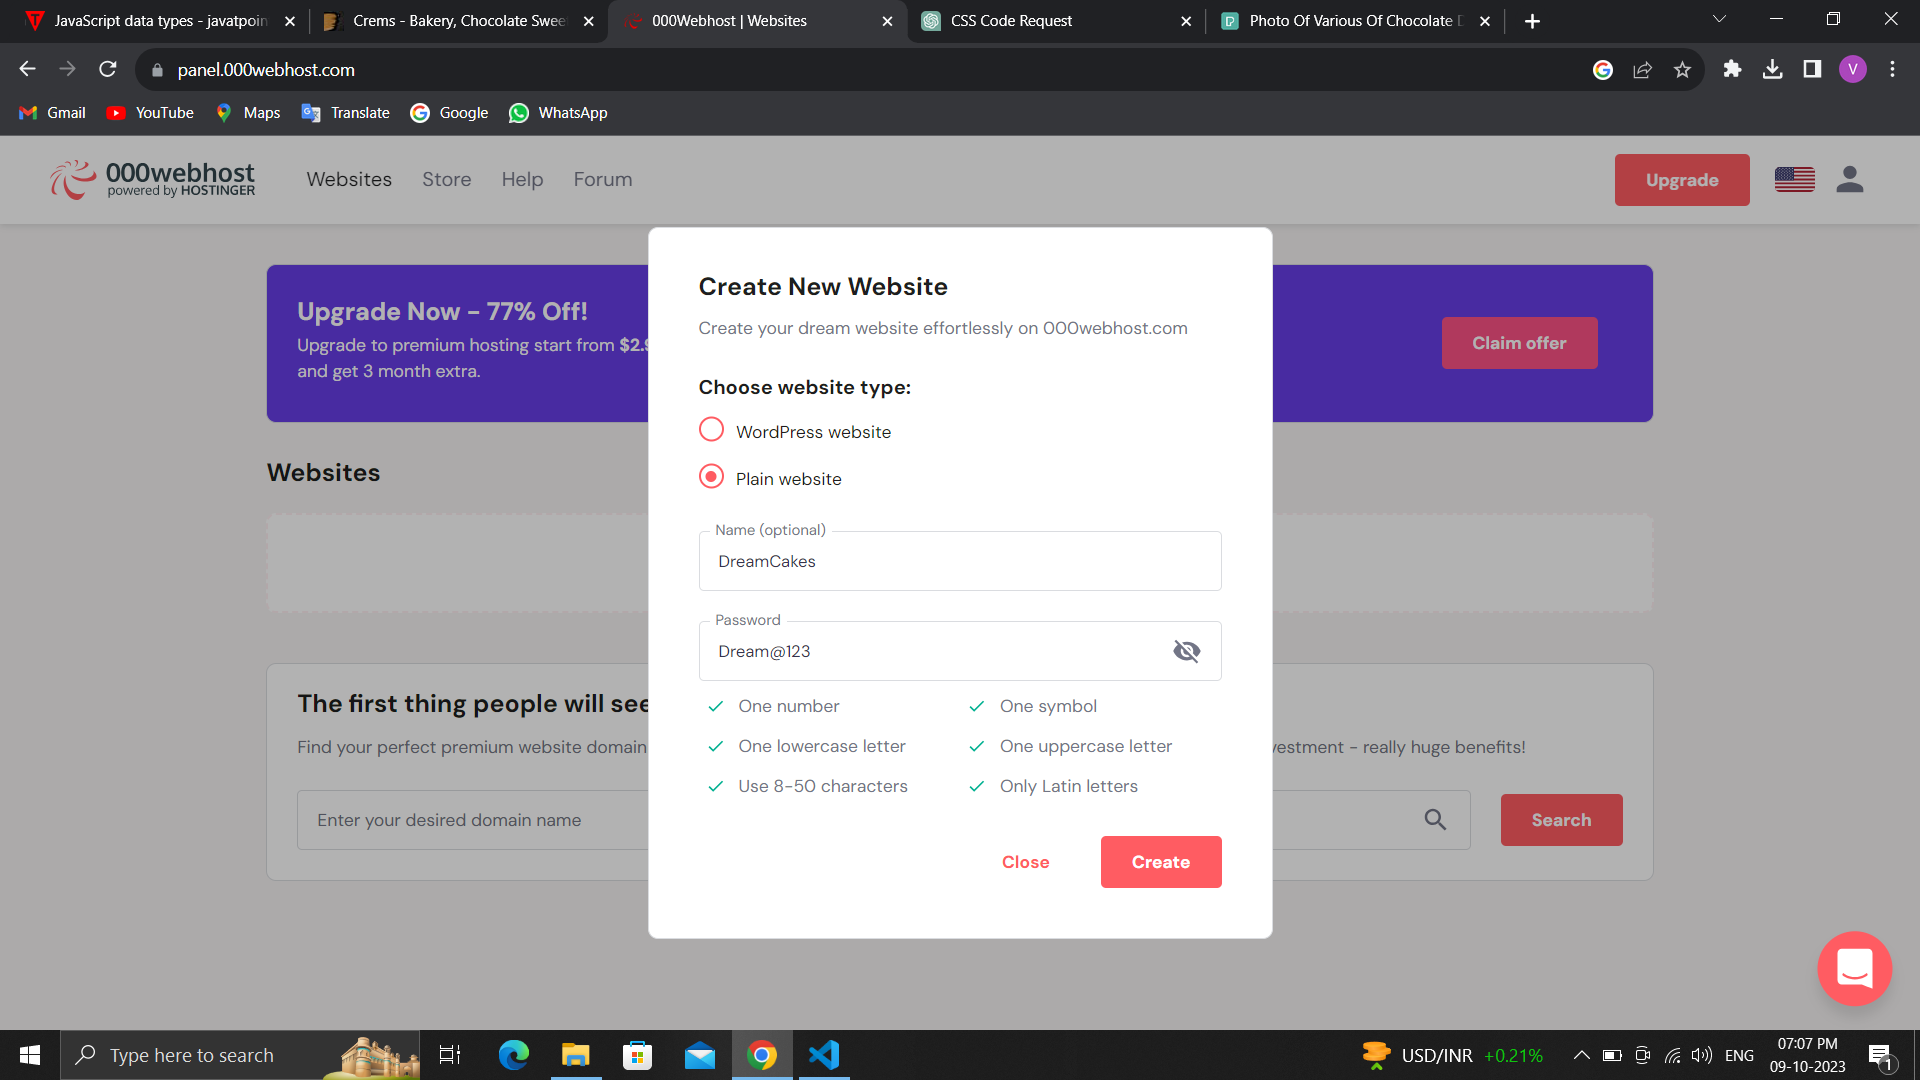 JavaScript data types - javatpoin
Crems - Bakery, Chocolate Swee
000Webhost | Websites
CSS Code Request
Photo Of Various Of Chocolate D
panel.000webhost.com
V
Gmail
YouTube
Maps
Translate
Google
WhatsApp
000webhost
powered by HOSTINGER
Websites
Store
Help
Forum
Upgrade
Upgrade Now - 77% Off!
Upgrade to premium hosting start from $2.9
and get 3 month extra.
Claim offer
Websites
Create New Website
Create your dream website effortlessly on 000webhost.com
Choose website type:
WordPress website
Plain website
Name (optional)
DreamCakes
Password
Dream@123
One number
One symbol
One lowercase letter
One uppercase letter
Use 8-50 characters
Only Latin letters
Close
Create
The first thing people will see
Find your perfect premium website domain
vestment - really huge benefits!
Enter your desired domain name
Search
Type here to search
USD/INR +0.21%
ENG
07:07 PM
09-10-2023
1